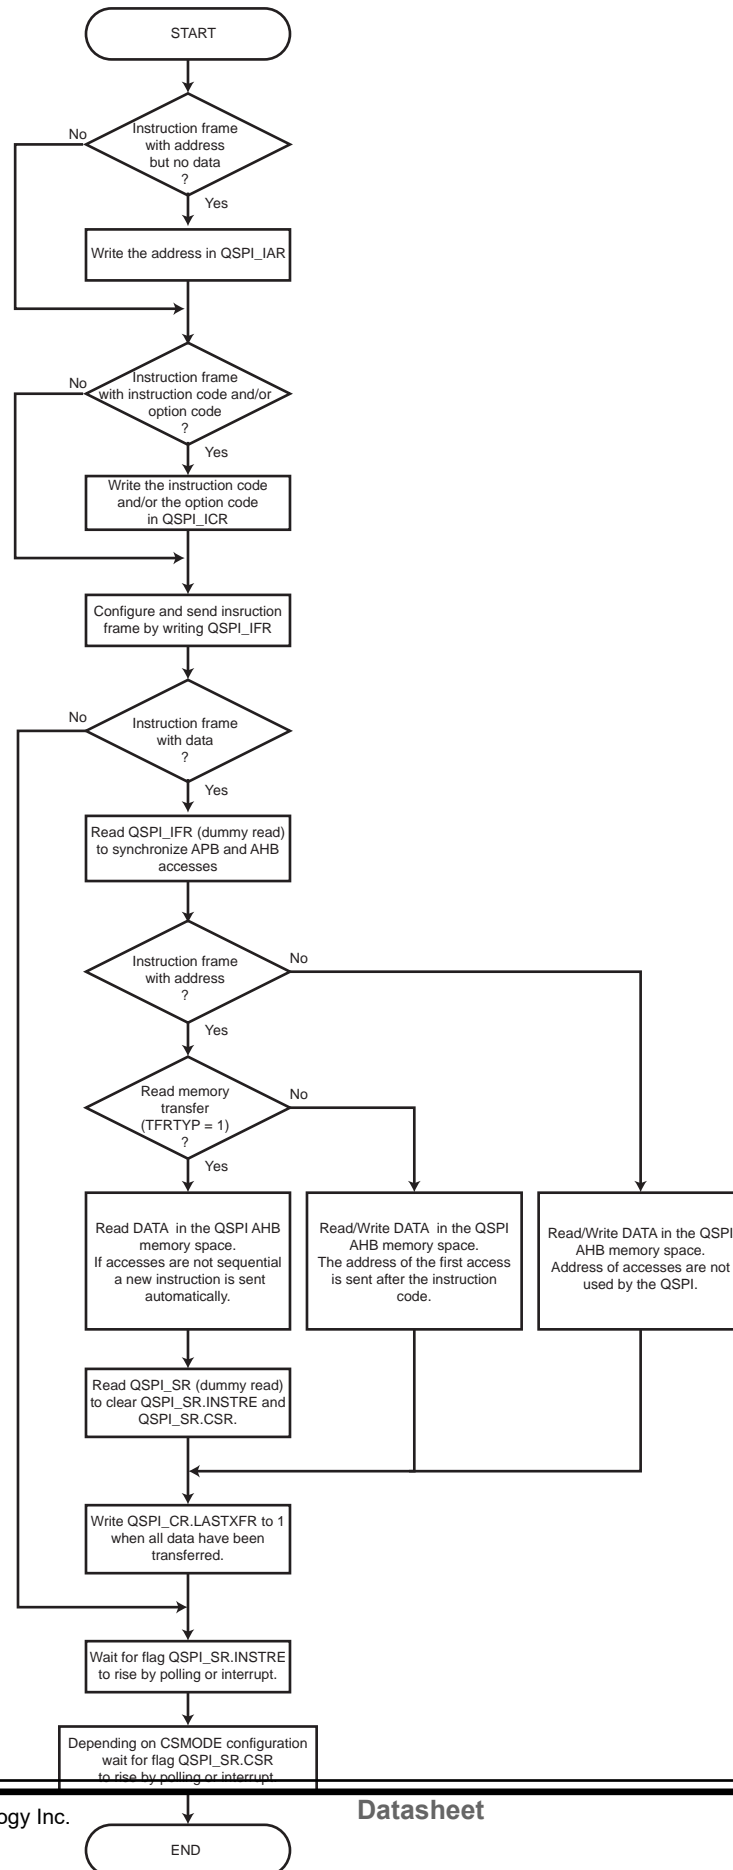 START
Instruction frame
with address
but no data
?
No
Yes
Write the address in QSPI_IAR
Instruction frame
with instruction code and/or
option code
?
No
Yes
Write the instruction code
and/or the option code
in QSPI_ICR
Configure and send insruction
frame by writing QSPI_IFR
Instruction frame
with data
?
No
Yes
Read QSPI_IFR (dummy read)
to synchronize APB and AHB
accesses
Instruction frame
with address
?
No
Yes
Read memory
transfer
(TFRTYP = 1)
?
No
Yes
Read DATA in the QSPI AHB
memory space.
If accesses are not sequential
a new instruction is sent
automatically.
Read/Write DATA in the QSPI
AHB memory space.
The address of the first access
is sent after the instruction
code.
Read/Write DATA in the QSPI
AHB memory space.
Address of accesses are not
used by the QSPI.
Read QSPI_SR (dummy read)
to clear QSPI_SR.INSTRE and
QSPI_SR.CSR.
Write QSPI_CR.LASTXFR to 1
when all data have been
transferred.
Wait for flag QSPI_SR.INSTRE
to rise by polling or interrupt.
Depending on CSMODE configuration
wait for flag QSPI_SR.CSR
to rise by polling or interrupt
ogy Inc.
Datasheet
END